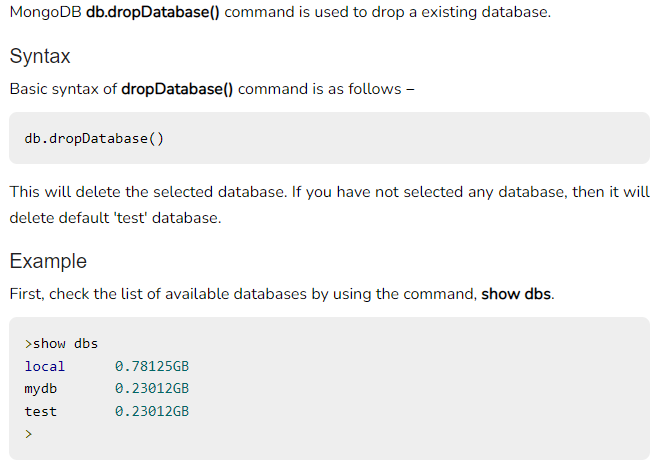 MongoDB db.dropDatabase() command is used to drop a existing database.
Syntax
Basic syntax of dropDatabase() command is as follows −
db.dropDatabase()
This will delete the selected database. If you have not selected any database, then it will
delete default 'test' database.
Example
First, check the list of available databases by using the command, show dbs.
>show dbs
local      0.78125GB
mydb       0.23012GB
test       0.23012GB
>